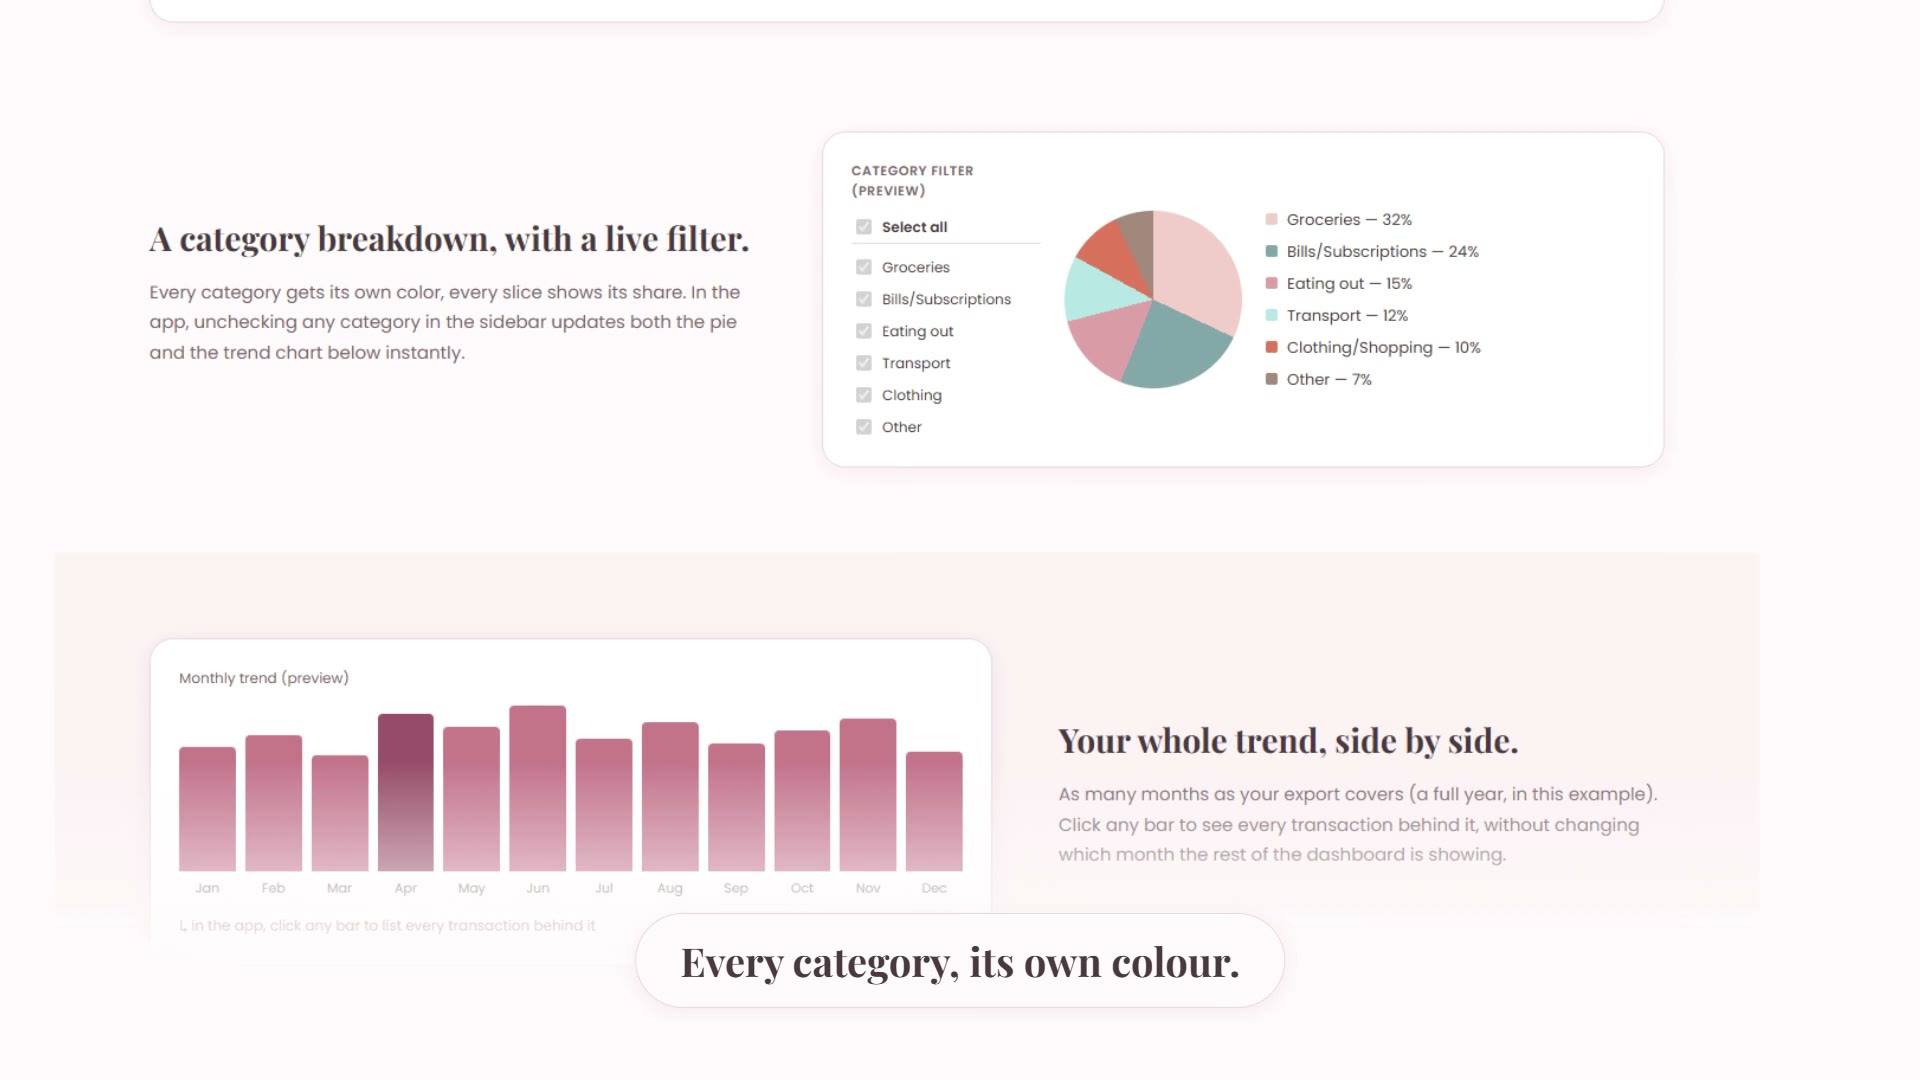 A category breakdown, with a live filter.
Every category gets its own color, every slice shows its share. In the
app, unchecking any category in the sidebar updates both the pie
and the trend chart below instantly.
CATEGORY FILTER
(PREVIEW)
Select all
Groceries
Bills/Subscriptions
Eating out
Transport
Clothing
Other
Groceries — 32%
Bills/Subscriptions — 24%
Eating out — 15%
Transport — 12%
Clothing/Shopping — 10%
Other — 7%
Monthly trend (preview)
Jan Feb Mar Apr May Jun Jul Aug Sep Oct Nov Dec
↳ in the app, click any bar to list every transaction behind it
Your whole trend, side by side.
As many months as your export covers (a full year, in this example).
Click any bar to see every transaction behind it, without changing
which month the rest of the dashboard is showing.
Every category, its own colour.